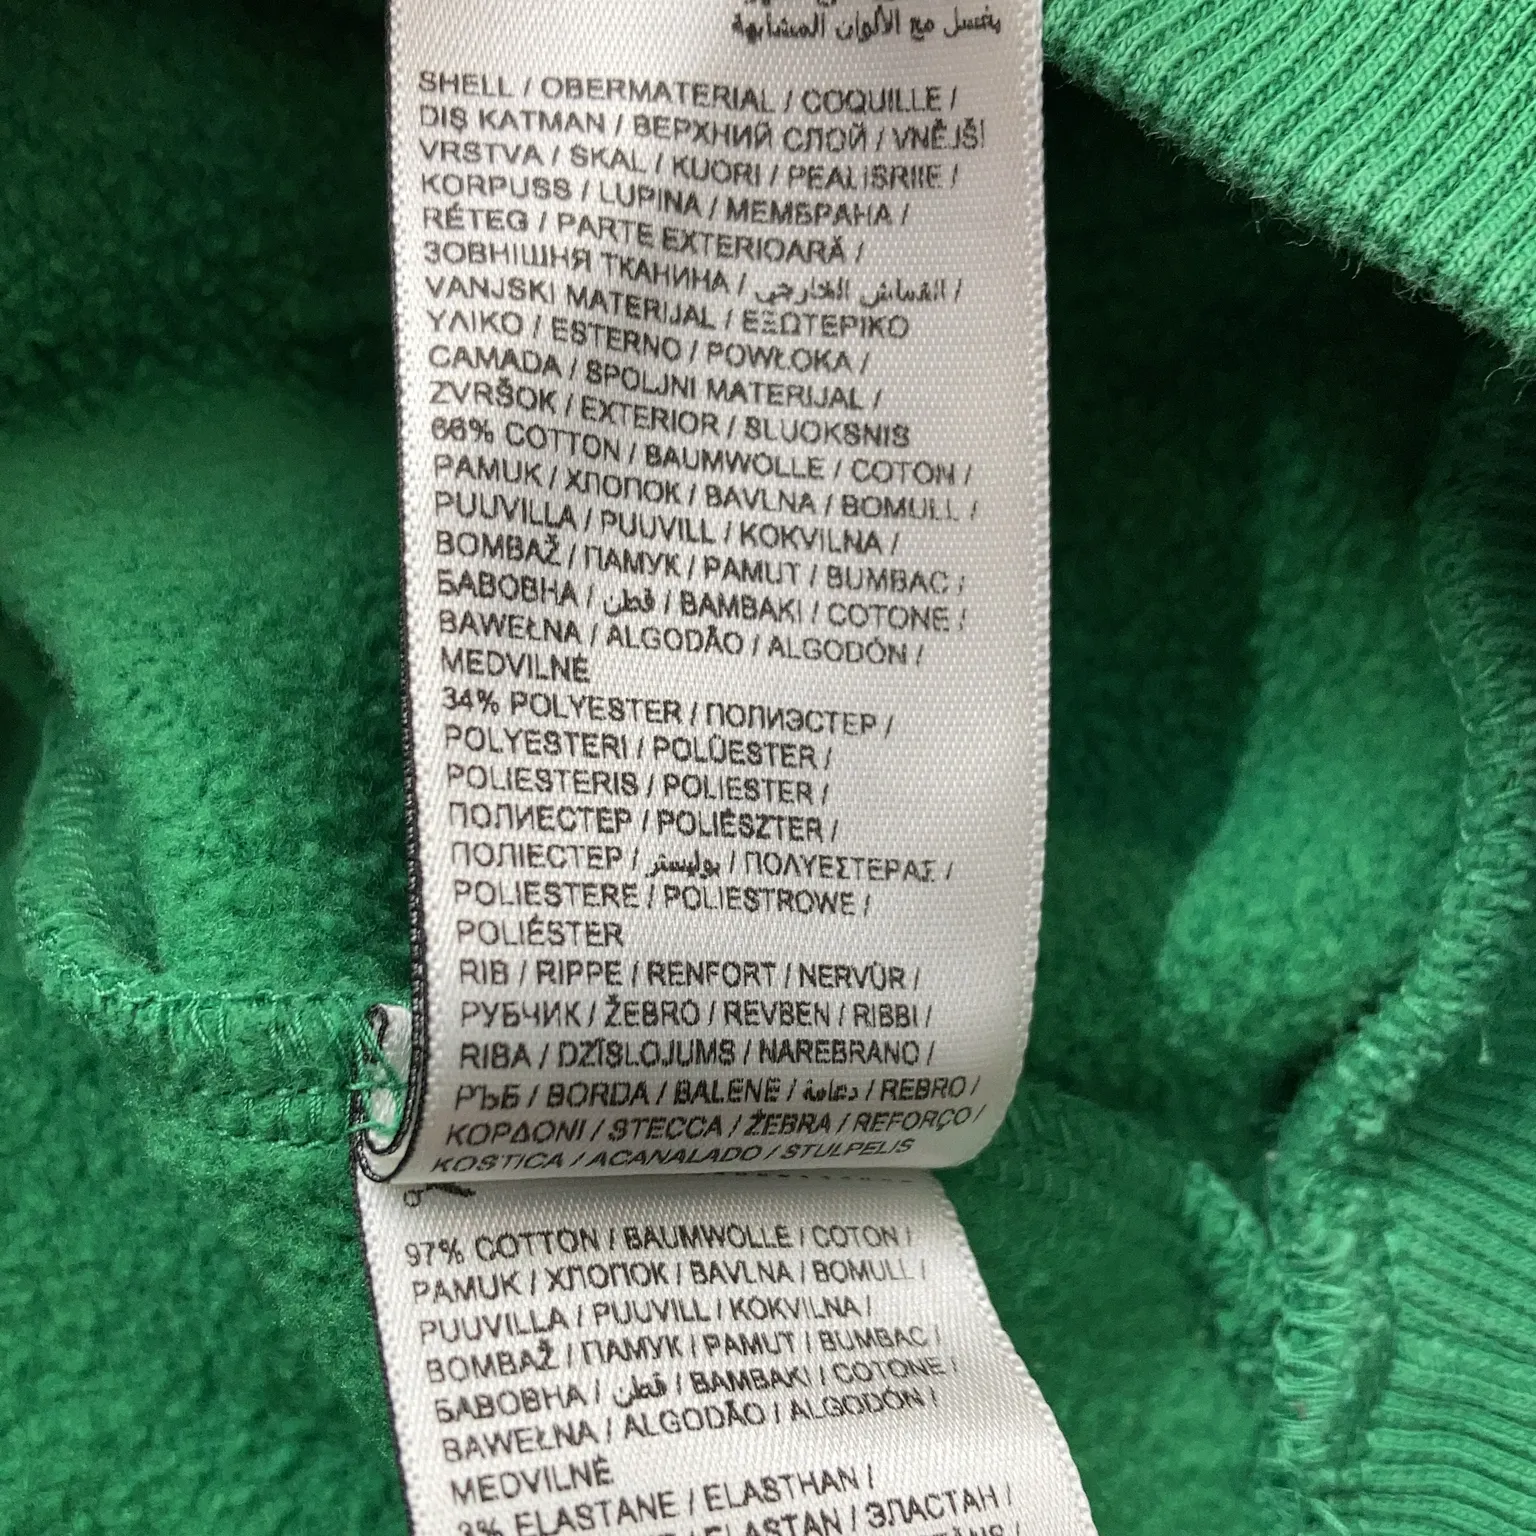 يغسل مع الألوان المشابهة
SHELL / OBERMATERIAL / COQUILLE /
DIŞ KATMAN / ВЕРХНИЙ СЛОЙ / VNĚJŠÍ
VRSTVA / SKAL / KUORI / PEALISRIIE /
KORPUSS / LUPINA / МЕМБРАНА /
RÉTEG / PARTE EXTERIOARĂ /
ЗОВНІШНЯ ТКАНИНА / القماش الخارجي /
VANJSKI MATERIJAL / ΕΞΩΤΕΡΙΚΟ
ΥΛΙΚΟ / ESTERNO / POWŁOKA /
CAMADA / SPOLJNI MATERIJAL /
ZVRŠOK / EXTERIOR / SLUOKSNIS
66% COTTON / BAUMWOLLE / COTON /
PAMUK / ХЛОПОК / BAVLNA / BOMULL /
PUUVILLA / PUUVILL / KOKVILNA /
BOMBAŽ / ПАМУК / PAMUT / BUMBAC /
БАВОВНА / قطن / BAMBAKI / COTONE /
BAWEŁNA / ALGODÃO / ALGODÓN /
MEDVILNĖ
34% POLYESTER / ПОЛИЭСТЕР /
POLYESTERI / POLÜESTER /
POLIESTERIS / POLIESTER /
ПОЛИЕСТЕР / POLIÉSZTER /
ПОЛІЕСТЕР / بوليستر / ΠΟΛΥΕΣΤΕΡΑΣ /
POLIESTERE / POLIESTROWE /
POLIÉSTER
RIB / RIPPE / RENFORT / NERVÜR /
РУБЧИК / ŽEBRO / REVBEN / RIBBI /
RIBA / DZĪSLOJUMS / NAREBRANO /
РЪБ / BORDA / BALENE / دعامة / REBRO /
ΚΟΡΔΟΝΙ / STECCA / ŽEBRA / REFORÇO /
KOSTICA / ACANALADO / STULPELIS
97% COTTON / BAUMWOLLE / COTON /
PAMUK / ХЛОПОК / BAVLNA / BOMULL /
PUUVILLA / PUUVILL / KOKVILNA /
BOMBAŽ / ПАМУК / PAMUT / BUMBAC /
БАВОВНА / قطن / BAMBAKI / COTONE /
BAWEŁNA / ALGODÃO / ALGODÓN /
MEDVILNĖ
3% ELASTANE / ELASTHAN /
ELASTAN / ЭЛАСТАН /